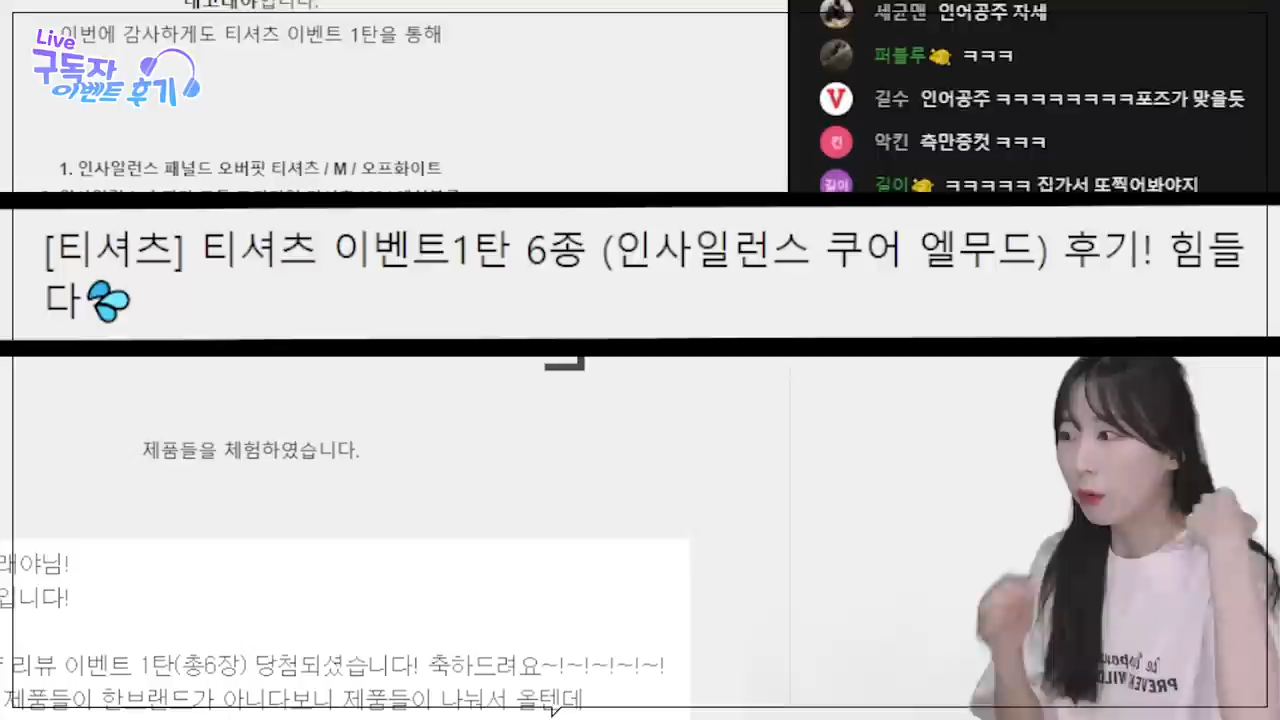 이번에 감사하게도 티셔츠 이벤트 1탄을 통해
Live
구독자
이벤트 후기
1. 인사일런스 패널드 오버핏 티셔츠 / M / 오프화이트
세균맨 인어공주 자세
퍼블루 ㅋㅋㅋ
길수 인어공주 ㅋㅋㅋㅋㅋㅋㅋㅋ포즈가 맞을듯
악킨 측만증컷 ㅋㅋㅋ
길이 ㅋㅋㅋㅋㅋ 집가서 또찍어봐야지
[티셔츠] 티셔츠 이벤트1탄 6종 (인사일런스 쿠어 엘무드) 후기! 힘들
다💦
제품들을 체험하였습니다.
래야님!
입니다!
리뷰 이벤트 1탄(총6장) 당첨되셨습니다! 축하드려요~!~!~!~!~!
제품들이 한브랜드가 아니다보니 제품들이 나눠서 올텐데